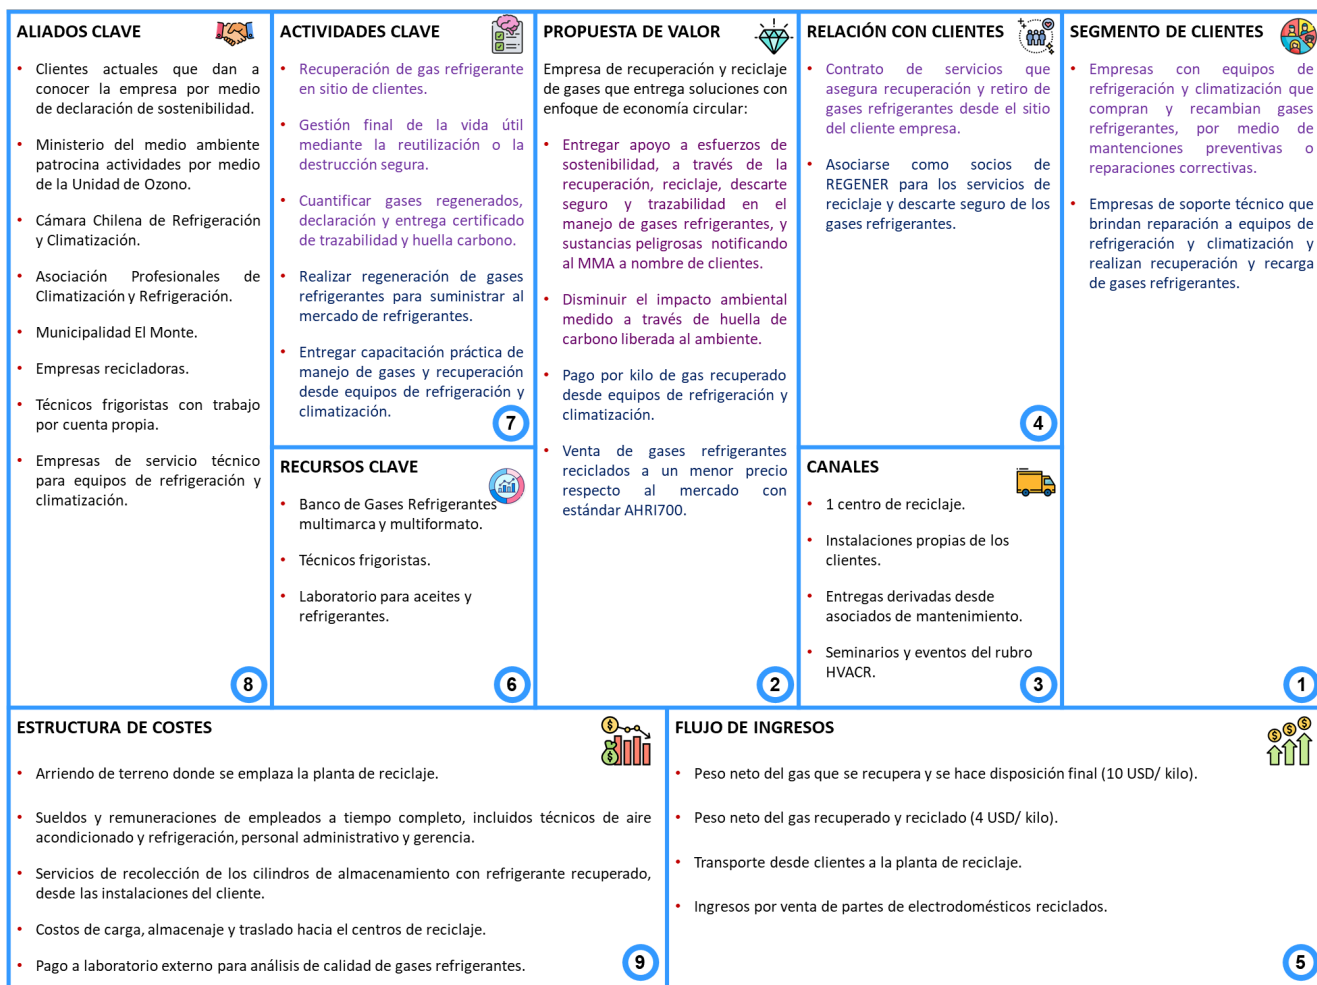 ALIADOS CLAVE
• Clientes actuales que dan a
conocer la empresa por medio
de declaración de sostenibilidad.
• Ministerio del medio ambiente
patrocina actividades por medio
de la Unidad de Ozono.
• Cámara Chilena de Refrigeración
y Climatización.
• Asociación Profesionales de
Climatización y Refrigeración.
• Municipalidad El Monte.
• Empresas recicladoras.
• Técnicos frigoristas con trabajo
por cuenta propia.
• Empresas de servicio técnico
para equipos de refrigeración y
climatización.
8
ACTIVIDADES CLAVE
• Recuperación de gas refrigerante
en sitio de clientes.
• Gestión final de la vida útil
mediante la reutilización o la
destrucción segura.
• Cuantificar gases regenerados,
declaración y entrega certificado
de trazabilidad y huella carbono.
• Realizar regeneración de gases
refrigerantes para suministrar al
mercado de refrigerantes.
• Entregar capacitación práctica de
manejo de gases y recuperación
desde equipos de refrigeración y
climatización.
7
RECURSOS CLAVE
• Banco de Gases Refrigerantes
multimarca y multiformato.
• Técnicos frigoristas.
• Laboratorio para aceites y
refrigerantes.
6
PROPUESTA DE VALOR
Empresa de recuperación y reciclaje
de gases que entrega soluciones con
enfoque de economía circular:
• Entregar apoyo a esfuerzos de
sostenibilidad, a través de la
recuperación, reciclaje, descarte
seguro y trazabilidad en el
manejo de gases refrigerantes, y
sustancias peligrosas notificando
al MMA a nombre de clientes.
• Disminuir el impacto ambiental
medido a través de huella de
carbono liberada al ambiente.
• Pago por kilo de gas recuperado
desde equipos de refrigeración y
climatización.
• Venta de gases refrigerantes
reciclados a un menor precio
respecto al mercado con
estándar AHRI700.
2
RELACIÓN CON CLIENTES
• Contrato de servicios que
asegura recuperación y retiro de
gases refrigerantes desde el sitio
del cliente empresa.
• Asociarse como socios de
REGENER para los servicios de
reciclaje y descarte seguro de los
gases refrigerantes.
4
CANALES
• 1 centro de reciclaje.
• Instalaciones propias de los
clientes.
• Entregas derivadas desde
asociados de mantenimiento.
• Seminarios y eventos del rubro
HVACR.
3
SEGMENTO DE CLIENTES
• Empresas con equipos de
refrigeración y climatización que
compran y recambian gases
refrigerantes, por medio de
mantenciones preventivas o
reparaciones correctivas.
• Empresas de soporte técnico que
brindan reparación a equipos de
refrigeración y climatización y
realizan recuperación y recarga
de gases refrigerantes.
1
ESTRUCTURA DE COSTES
• Arriendo de terreno donde se emplaza la planta de reciclaje.
• Sueldos y remuneraciones de empleados a tiempo completo, incluidos técnicos de aire
acondicionado y refrigeración, personal administrativo y gerencia.
• Servicios de recolección de los cilindros de almacenamiento con refrigerante recuperado,
desde las instalaciones del cliente.
• Costos de carga, almacenaje y traslado hacia el centros de reciclaje.
• Pago a laboratorio externo para análisis de calidad de gases refrigerantes.
9
FLUJO DE INGRESOS
• Peso neto del gas que se recupera y se hace disposición final (10 USD/ kilo).
• Peso neto del gas recuperado y reciclado (4 USD/ kilo).
• Transporte desde clientes a la planta de reciclaje.
• Ingresos por venta de partes de electrodomésticos reciclados.
5